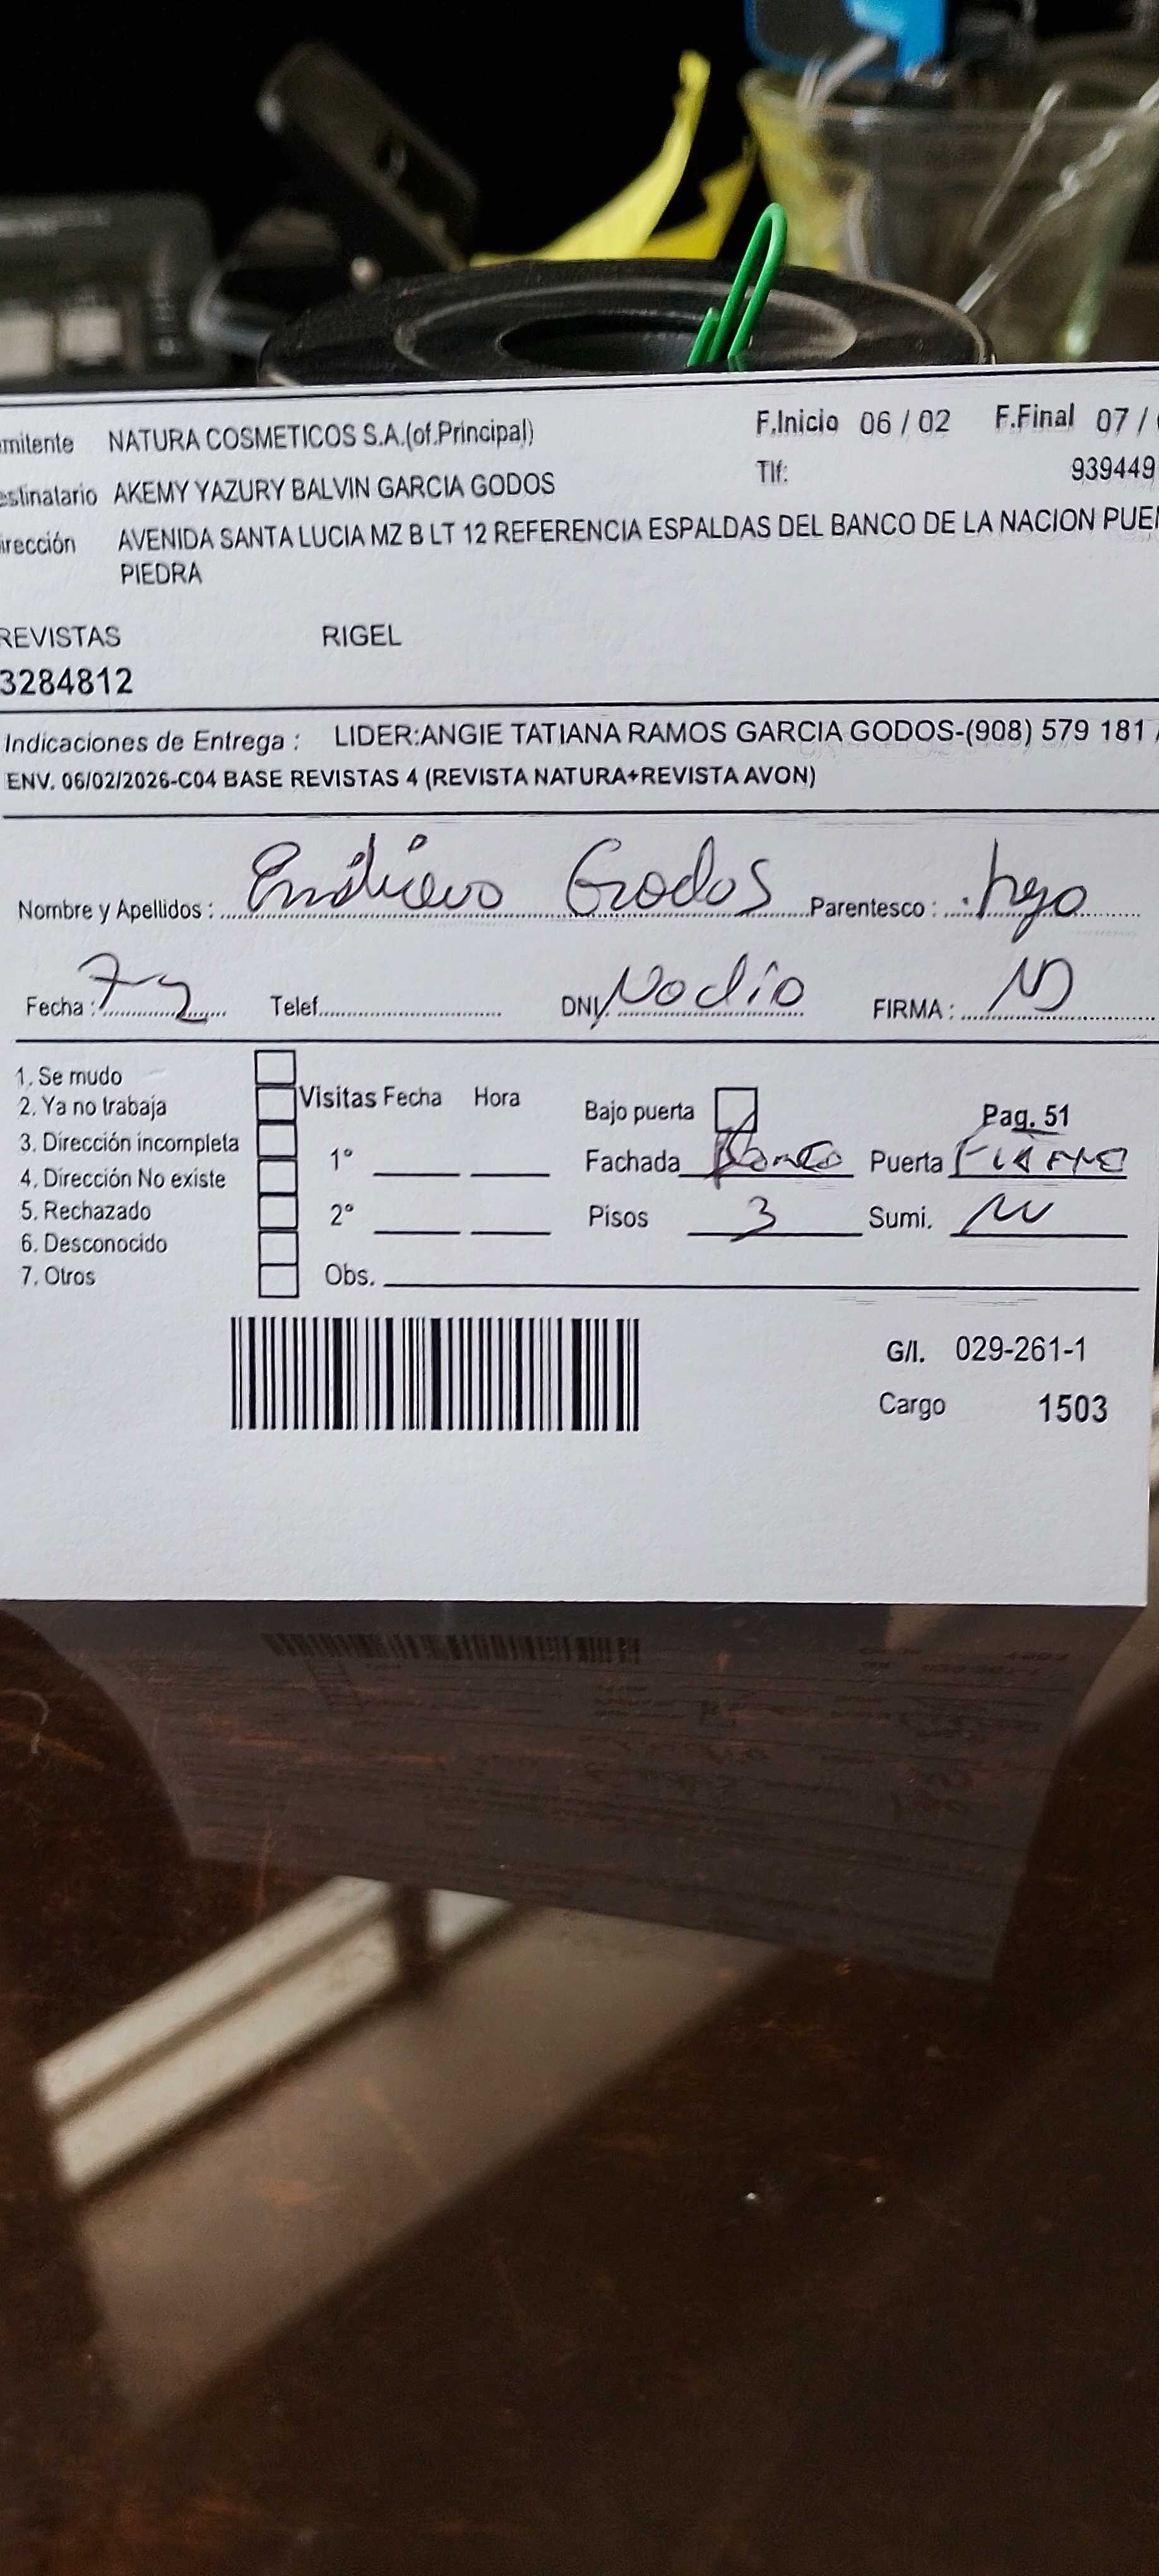 mitente NATURA COSMETICOS S.A.(of.Principal) F.Inicio 06 / 02 F.Final 07 /
estinatario AKEMY YAZURY BALVIN GARCIA GODOS Tlf: 939449
irección AVENIDA SANTA LUCIA MZ B LT 12 REFERENCIA ESPALDAS DEL BANCO DE LA NACION PUE
PIEDRA
REVISTAS RIGEL
3284812
Indicaciones de Entrega : LIDER:ANGIE TATIANA RAMOS GARCIA GODOS-(908) 579 181 /
ENV. 06/02/2026-C04 BASE REVISTAS 4 (REVISTA NATURA+REVISTA AVON)
Nombre y Apellidos : Godos Parentesco :
Fecha : 7-2 Telef. DNI FIRMA :
1. Se mudo
2. Ya no trabaja
3. Dirección incompleta
4. Dirección No existe
5. Rechazado
6. Desconocido
7. Otros
Visitas Fecha Hora
1°
2°
Bajo puerta Pag. 51
Fachada Blanco Puerta
Pisos 3 Sumi.
Obs.
G/I. 029-261-1
Cargo 1503